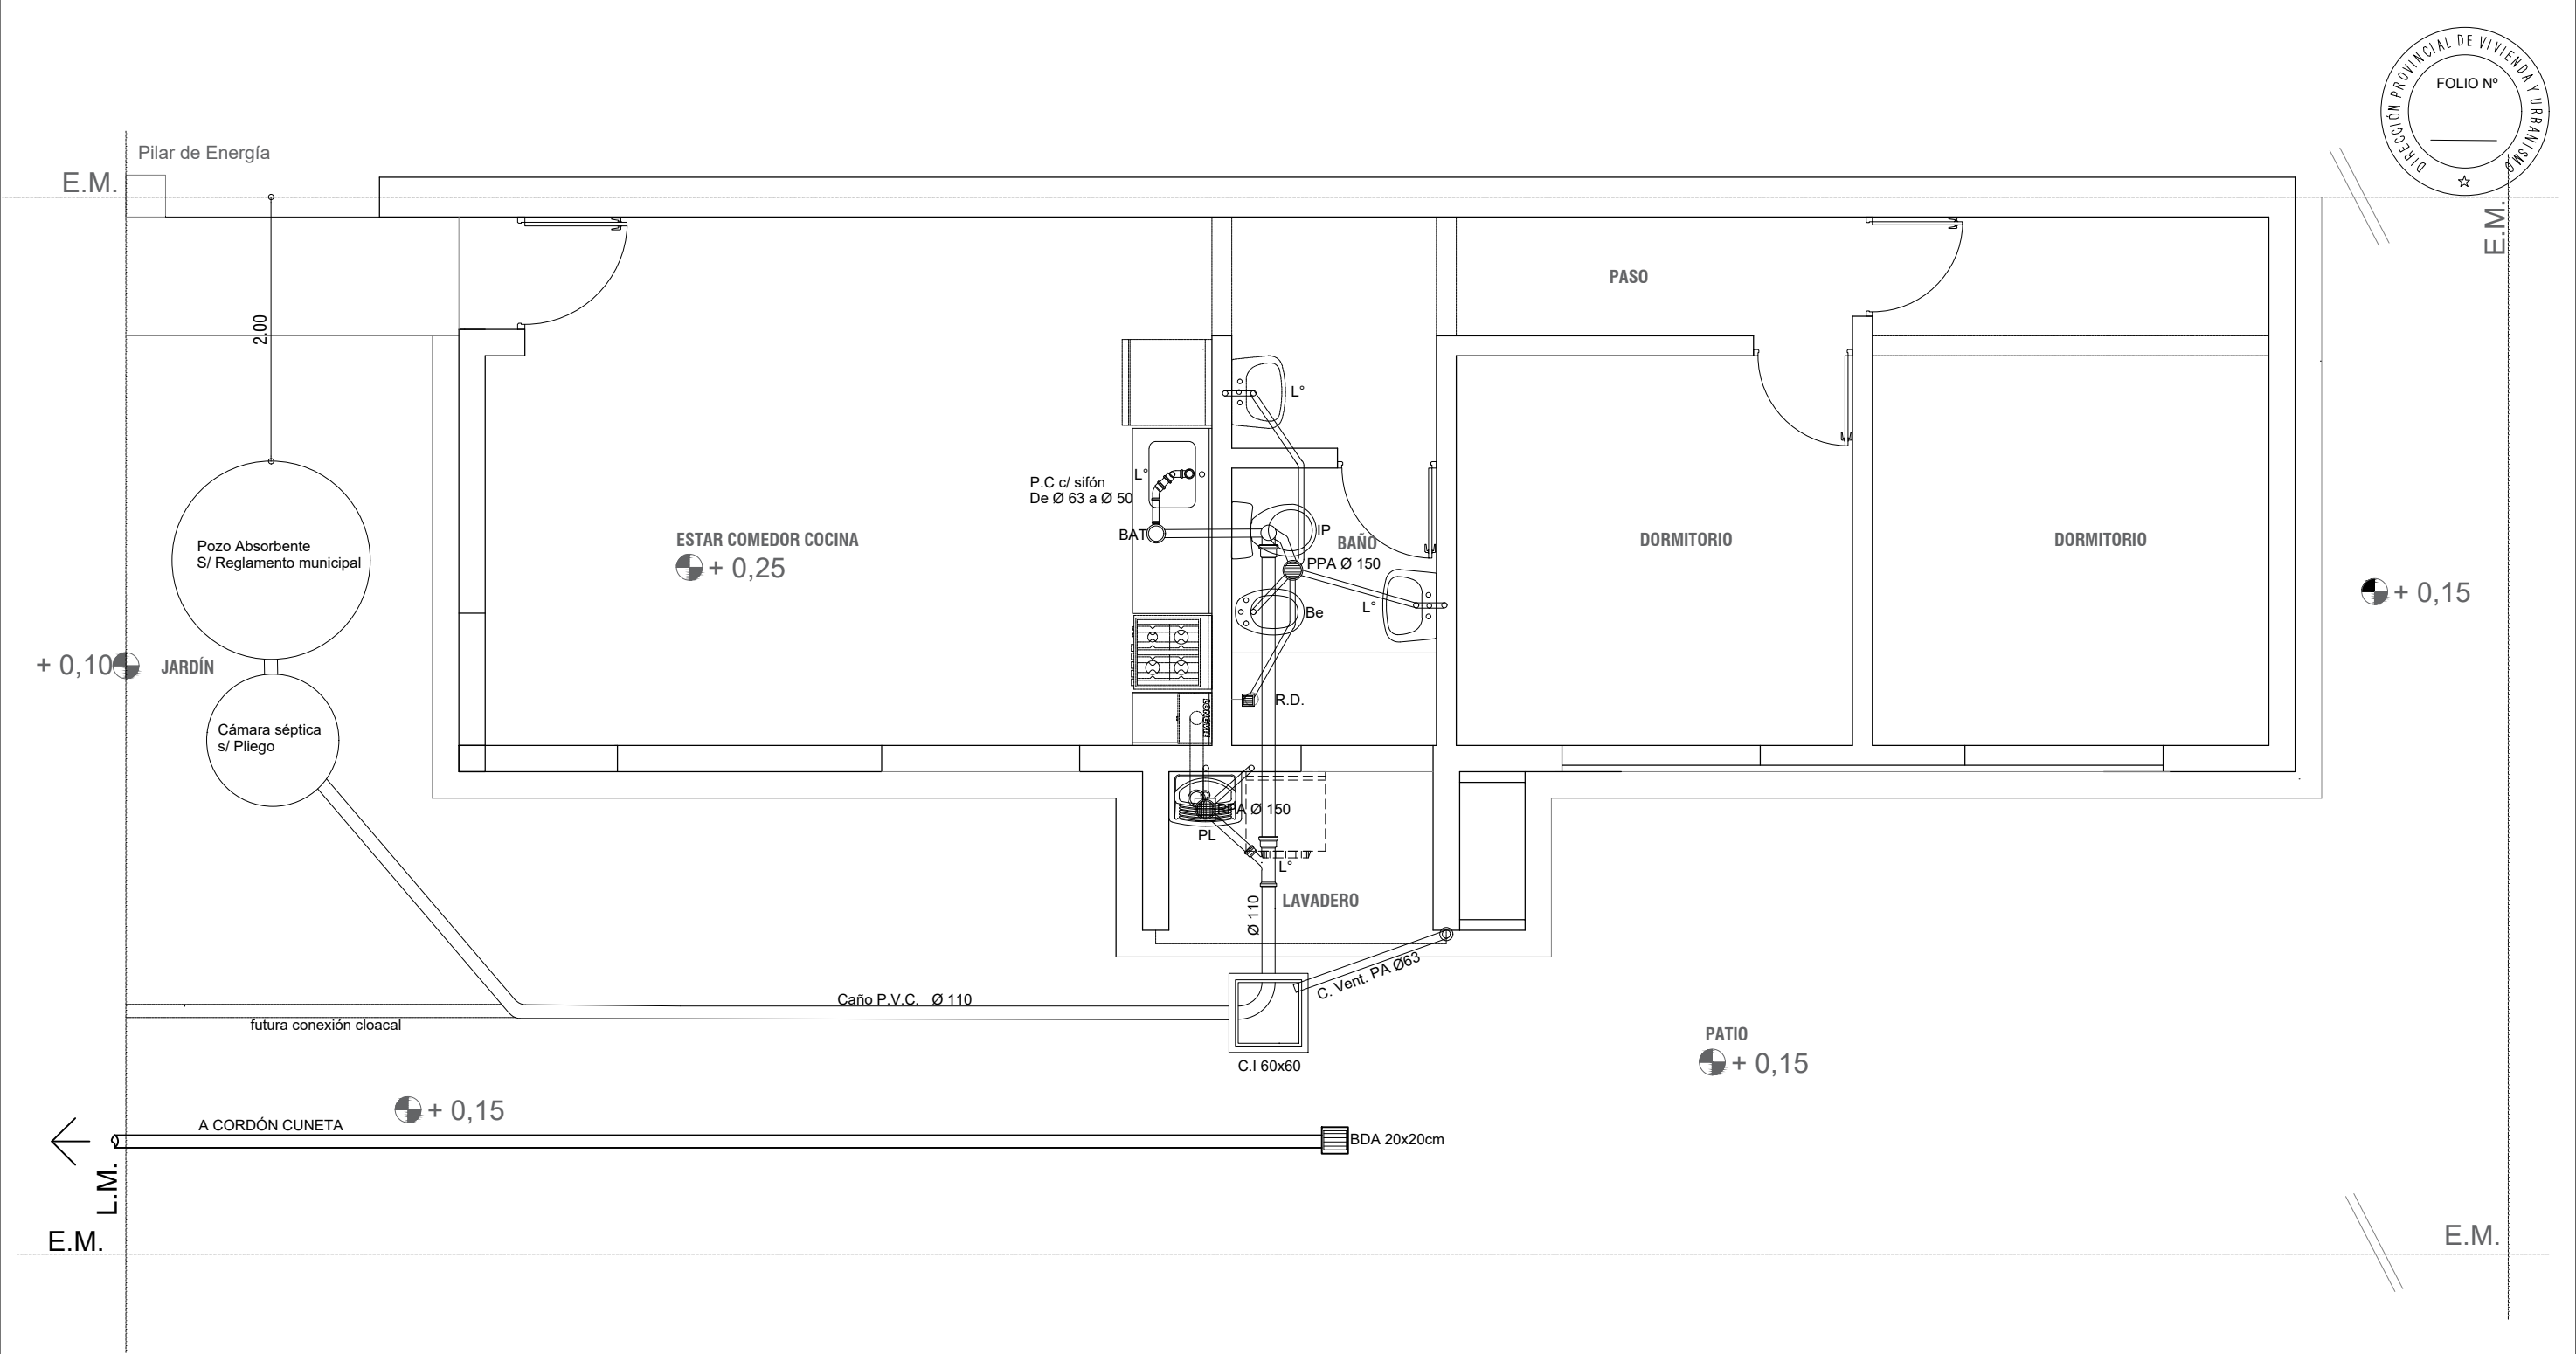 DIRECCIÓN PROVINCIAL DE VIVIENDA Y URBANISMO
FOLIO Nº
Pilar de Energía
E.M.
E.M.
PASO
2.00
L°
P.C c/ sifón
De Ø 63 a Ø 50
L°
BAT
IP
BAÑO
PPA Ø 150
ESTAR COMEDOR COCINA
+ 0,25
DORMITORIO
DORMITORIO
Pozo Absorbente
S/ Reglamento municipal
Be
L°
+ 0,15
+ 0,10
JARDÍN
R.D.
Cámara séptica
s/ Pliego
PPA Ø 150
PL
L°
LAVADERO
Ø 110
C. Vent. PA Ø63
Caño P.V.C. Ø 110
futura conexión cloacal
C.I 60x60
PATIO
+ 0,15
+ 0,15
A CORDÓN CUNETA
BDA 20x20cm
L.M.
E.M.
E.M.